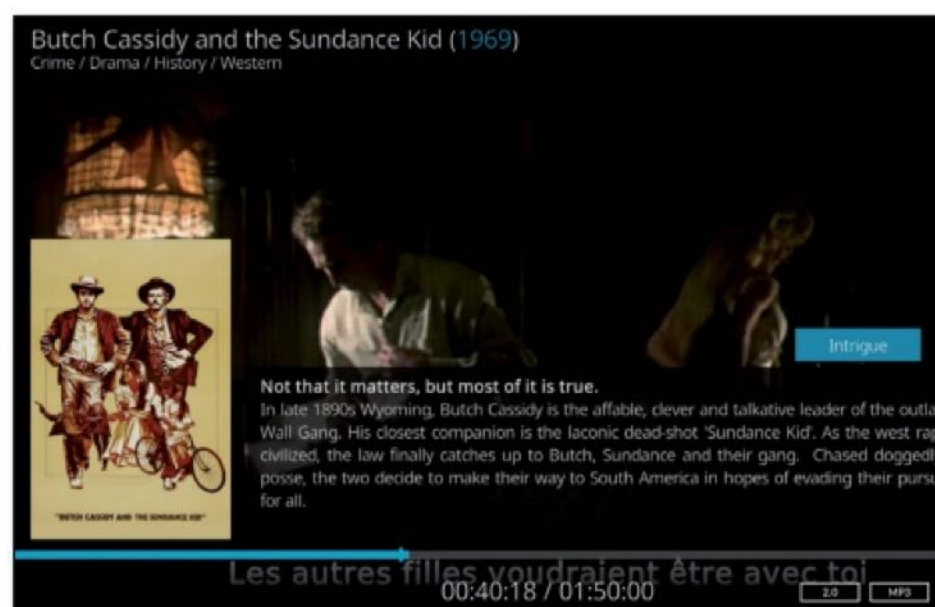 Butch Cassidy and the Sundance Kid (1969)
Crime / Drama / History / Western
Intrigue
Not that it matters, but most of it is true.
In late 1890s Wyoming, Butch Cassidy is the affable, clever and talkative leader of the outla
Wall Gang. His closest companion is the laconic dead-shot 'Sundance Kid'. As the west rap
civilized, the law finally catches up to Butch, Sundance and their gang. Chased doggedl
posse, the two decide to make their way to South America in hopes of evading their pursu
for all.
"BUTCH CASSIDY AND THE SUNDANCE KID"
Les autres filles voudraient être avec toi
00:40:18 / 01:50:00
2.0
MP3